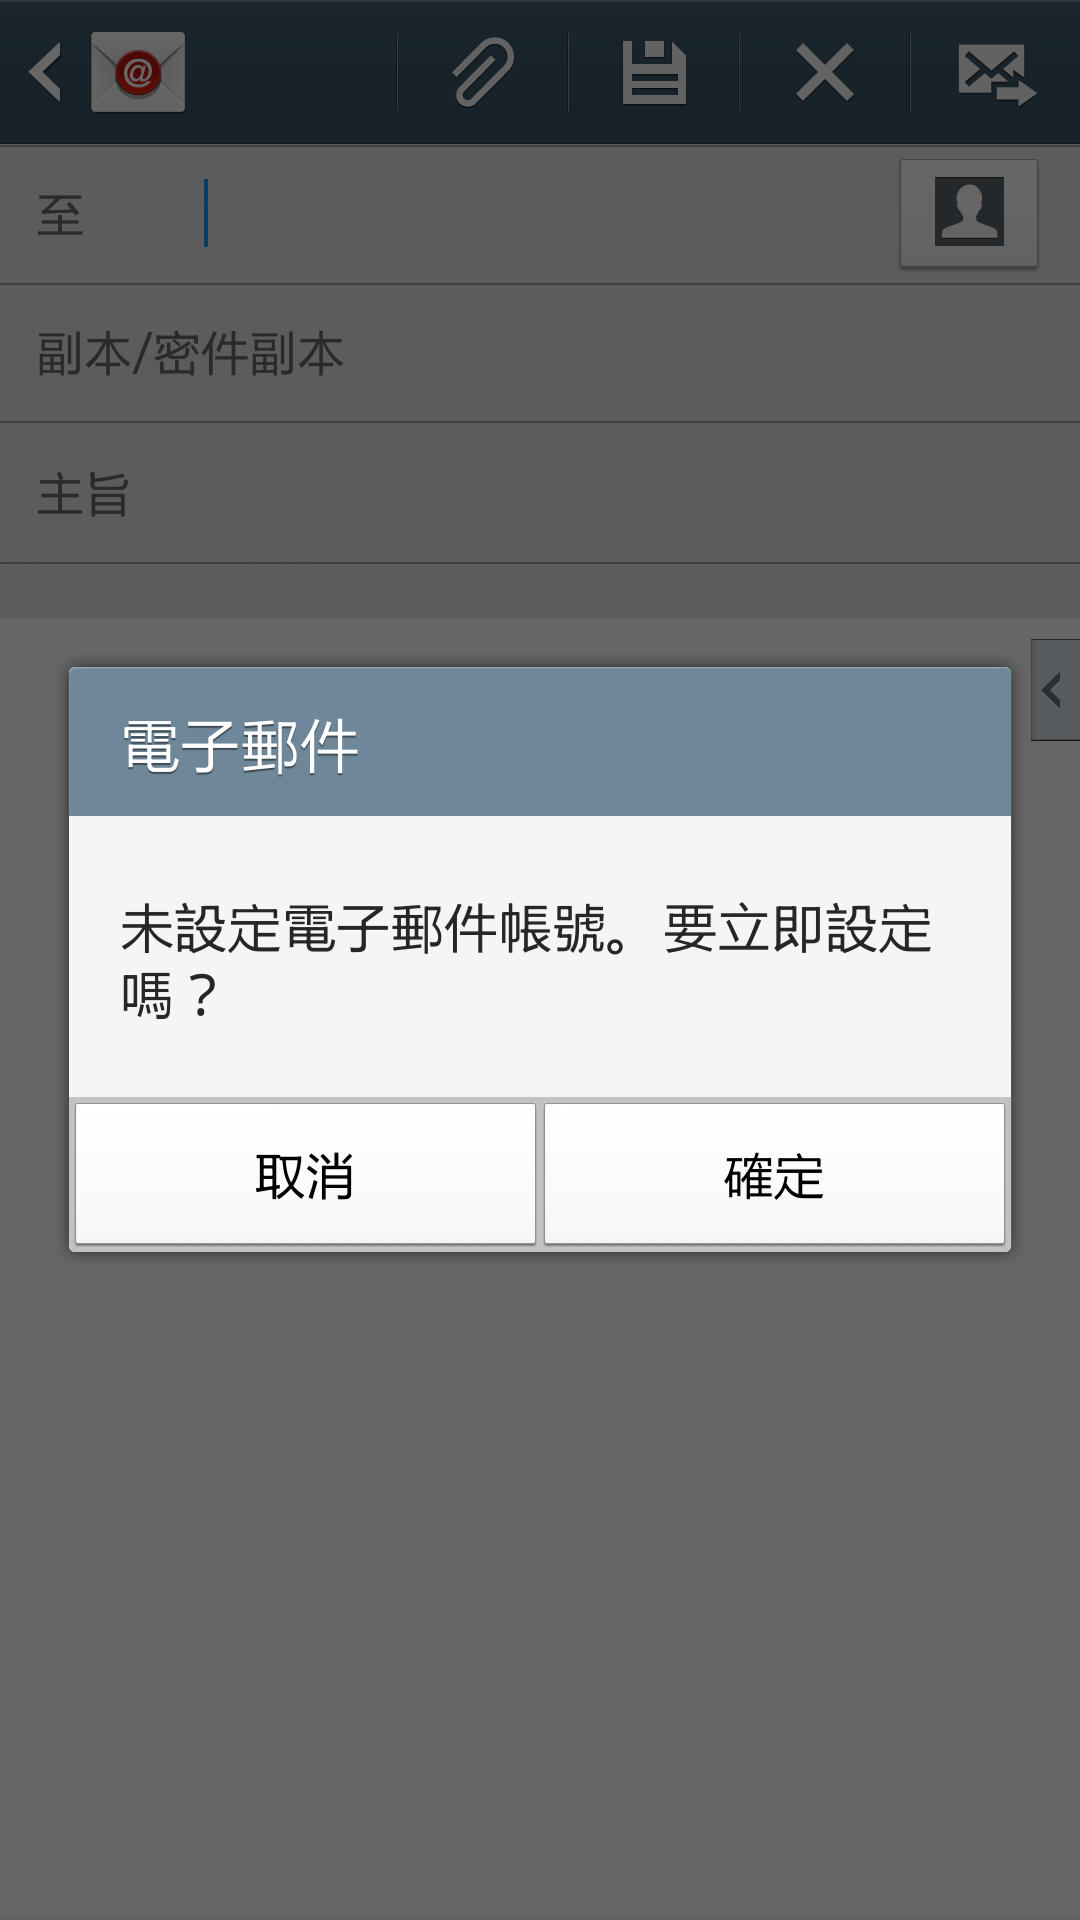 @
至
副本/密件副本
主旨
電子郵件
未設定電子郵件帳號。 要立即設定
嗎？
取消
確定